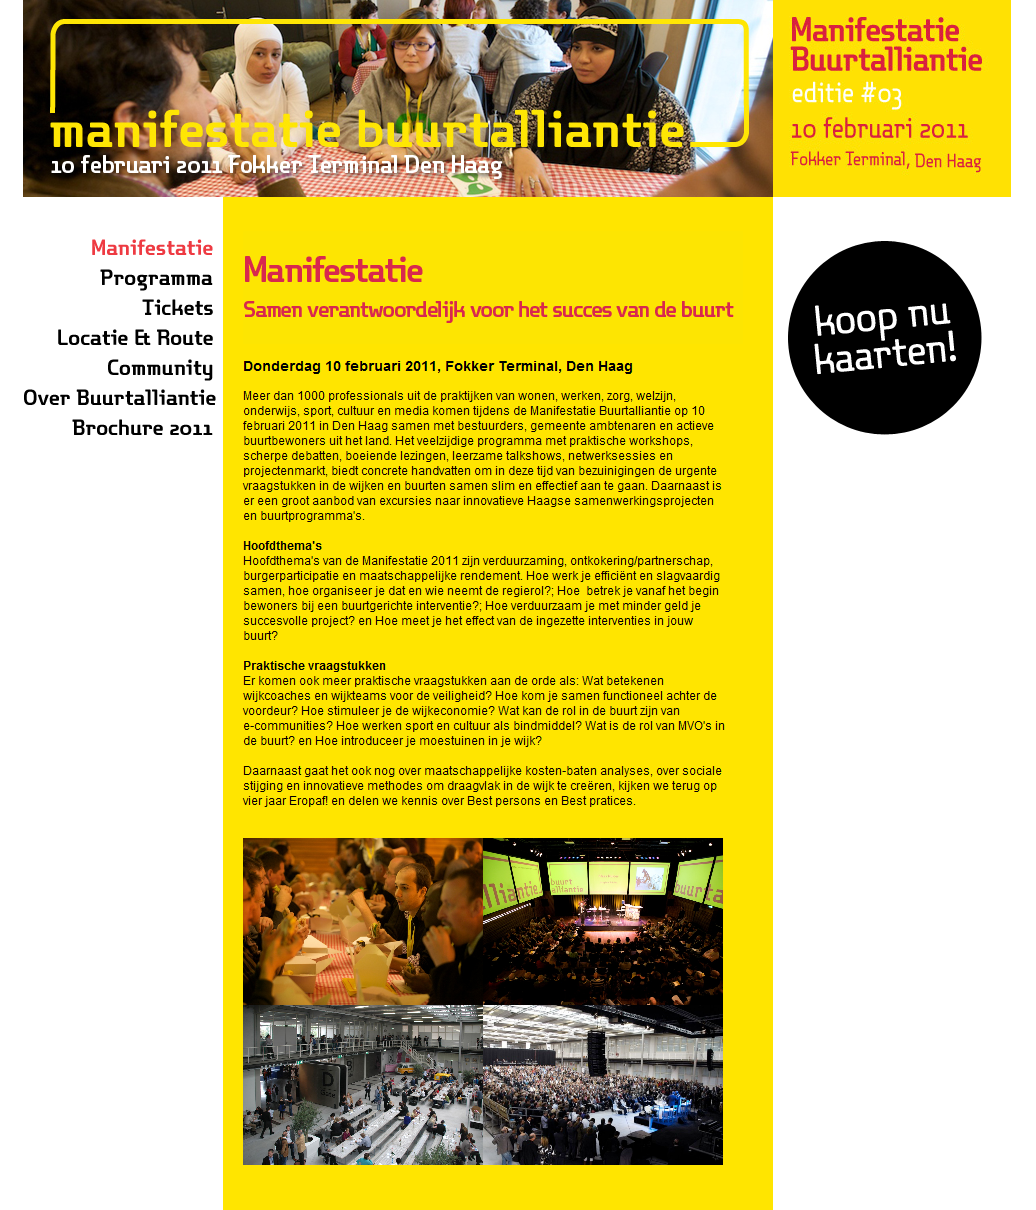 manifestatie buurtalliantie
10 februari 2011 Fokker Terminal Den Haag
Manifestatie
Buurtalliantie
editie #03
10 februari 2011
Fokker Terminal, Den Haag
Manifestatie
Programma
Tickets
Locatie & Route
Community
Over Buurtalliantie
Brochure 2011
Manifestatie
Samen verantwoordelijk voor het succes van de buurt
Donderdag 10 februari 2011, Fokker Terminal, Den Haag
Meer dan 1000 professionals uit de praktijken van wonen, werken, zorg, welzijn,
onderwijs, sport, cultuur en media komen tijdens de Manifestatie Buurtalliantie op 10
februari 2011 in Den Haag samen met bestuurders, gemeente ambtenaren en actieve
buurtbewoners uit het land. Het veelzijdige programma met praktische workshops,
scherpe debatten, boeiende lezingen, leerzame talkshows, netwerksessies en
projectenmarkt, biedt concrete handvatten om in deze tijd van bezuinigingen de urgente
vraagstukken in de wijken en buurten samen slim en effectief aan te gaan. Daarnaast is
er een groot aanbod van excursies naar innovatieve Haagse samenwerkingsprojecten
en buurtprogramma's.
Hoofdthema's
Hoofdthema's van de Manifestatie 2011 zijn verduurzaming, ontkokering/partnerschap,
burgerparticipatie en maatschappelijke rendement. Hoe werk je efficiënt en slagvaardig
samen, hoe organiseer je dat en wie neemt de regierol?; Hoe  betrek je vanaf het begin
bewoners bij een buurtgerichte interventie?; Hoe verduurzaam je met minder geld je
succesvolle project? en Hoe meet je het effect van de ingezette interventies in jouw
buurt?
Praktische vraagstukken
Er komen ook meer praktische vraagstukken aan de orde als: Wat betekenen
wijkcoaches en wijkteams voor de veiligheid? Hoe kom je samen functioneel achter de
voordeur? Hoe stimuleer je de wijkeconomie? Wat kan de rol in de buurt zijn van
e-communities? Hoe werken sport en cultuur als bindmiddel? Wat is de rol van MVO's in
de buurt? en Hoe introduceer je moestuinen in je wijk?
Daarnaast gaat het ook nog over maatschappelijke kosten-baten analyses, over sociale
stijging en innovatieve methodes om draagvlak in de wijk te creëren, kijken we terug op
vier jaar Eropaf! en delen we kennis over Best persons en Best pratices.
koop nu
kaarten!
alliantie
buurt
alliantie
buurta
D